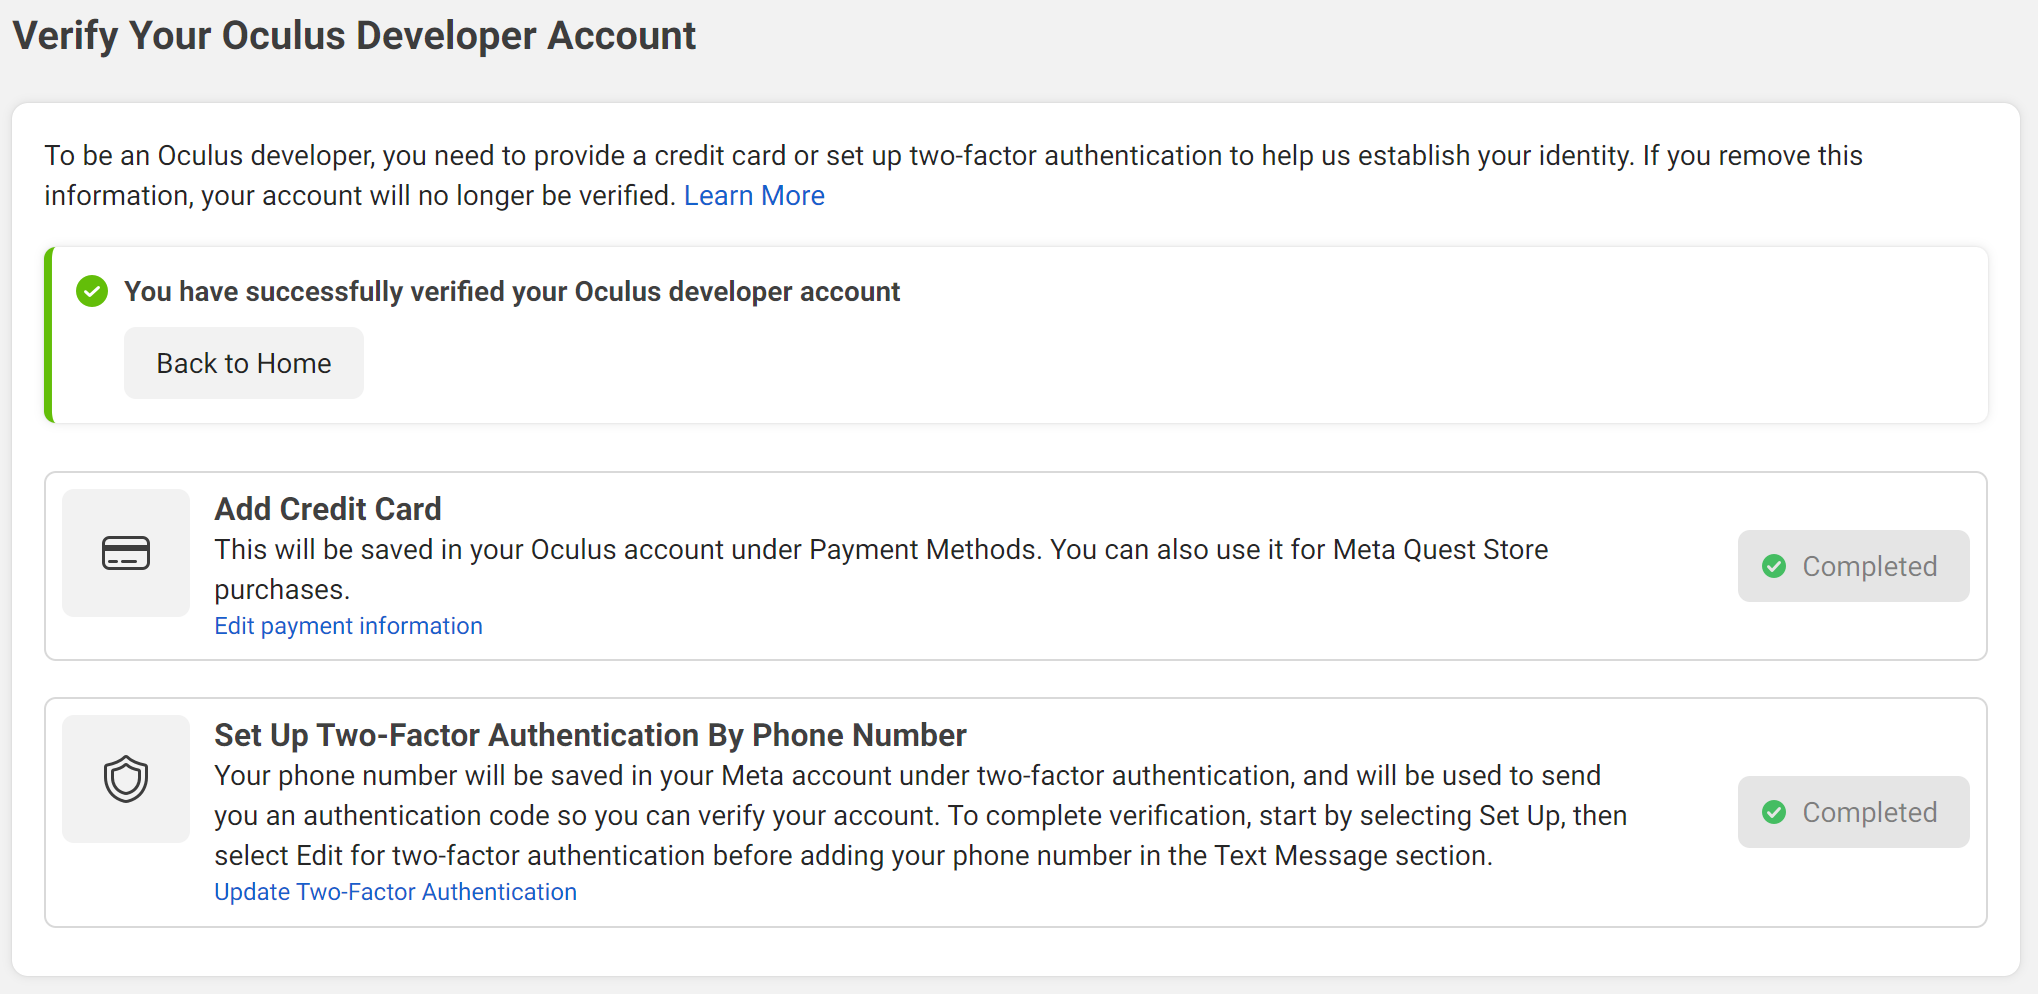 Verify Your Oculus Developer Account
To be an Oculus developer, you need to provide a credit card or set up two-factor authentication to help us establish your identity. If you remove this
information, your account will no longer be verified. Learn More
You have successfully verified your Oculus developer account
Back to Home
Add Credit Card
This will be saved in your Oculus account under Payment Methods. You can also use it for Meta Quest Store
purchases.
Edit payment information
Completed
Set Up Two-Factor Authentication By Phone Number
Your phone number will be saved in your Meta account under two-factor authentication, and will be used to send
you an authentication code so you can verify your account. To complete verification, start by selecting Set Up, then
select Edit for two-factor authentication before adding your phone number in the Text Message section.
Update Two-Factor Authentication
Completed